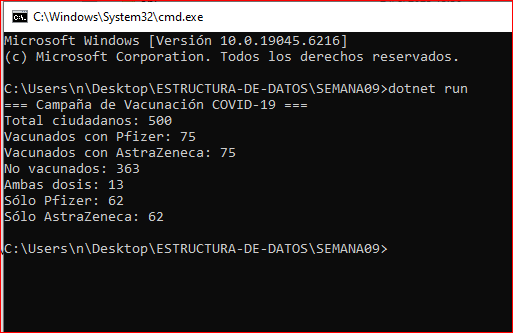 C:\Windows\System32\cmd.exe
Microsoft Windows [Versión 10.0.19045.6216]
(c) Microsoft Corporation. Todos los derechos reservados.
C:\Users\n\Desktop\ESTRUCTURA-DE-DATOS\SEMANA09>dotnet run
=== Campaña de Vacunación COVID-19 ===
Total ciudadanos: 500
Vacunados con Pfizer: 75
Vacunados con AstraZeneca: 75
No vacunados: 363
Ambas dosis: 13
Sólo Pfizer: 62
Sólo AstraZeneca: 62
C:\Users\n\Desktop\ESTRUCTURA-DE-DATOS\SEMANA09>